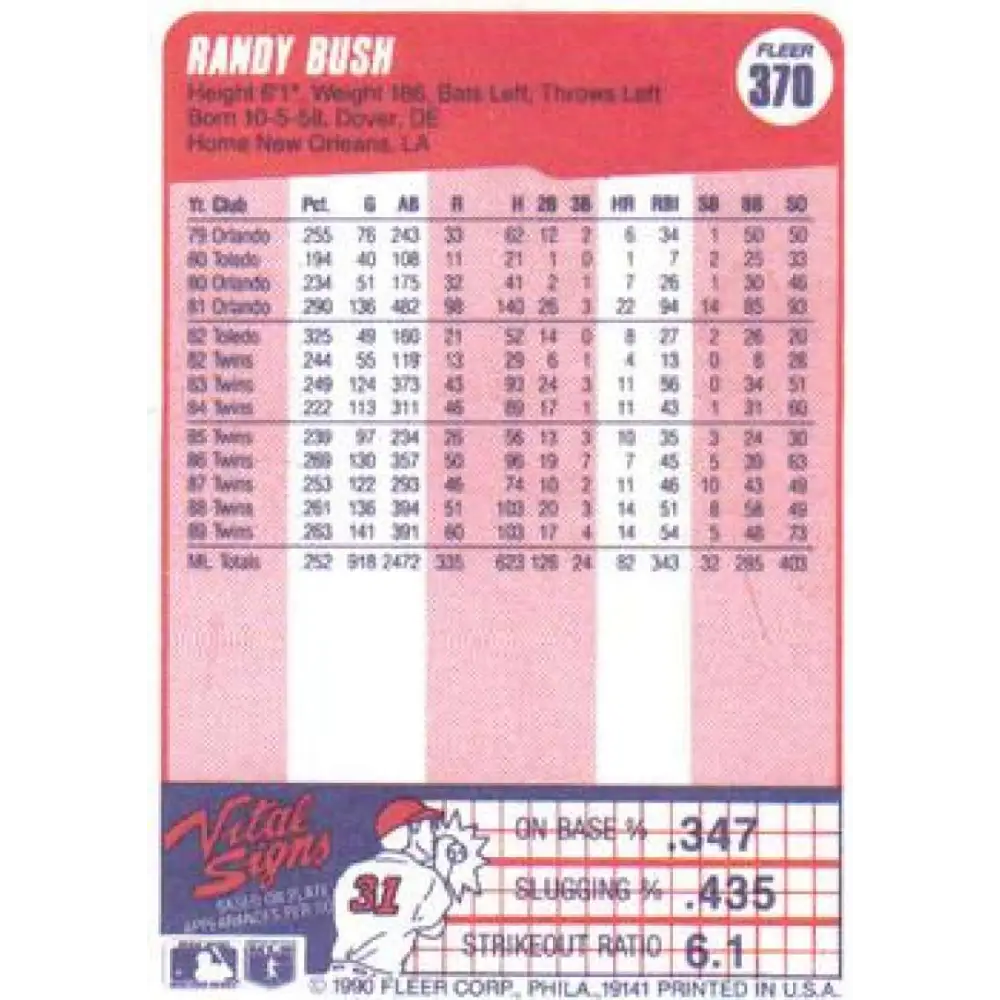 RANDY BUSH
FLEER
370
Height 6'1", Weight 186, Bats Left, Throws Left
Born 10-5-58, Dover, DE
Home New Orleans, LA
Yr. Club Pct. G AB R H 2B 3B HR RBI SB BB SO
79 Orlando .255 76 243 33 62 12 2 6 34 1 50 50
80 Toledo .194 40 108 11 21 1 0 1 7 2 25 33
80 Orlando .234 51 175 32 41 2 1 7 26 1 30 46
81 Orlando .290 136 482 98 140 26 3 22 94 14 85 93
82 Toledo .325 49 160 21 52 14 0 8 27 2 26 20
82 Twins .244 55 119 13 29 6 1 4 13 0 8 28
83 Twins .249 124 373 43 93 24 3 11 56 0 34 51
84 Twins .222 113 311 46 69 17 1 11 43 1 31 60
85 Twins .239 97 234 26 56 13 3 10 35 3 24 30
86 Twins .269 130 357 50 96 19 7 7 45 5 39 63
87 Twins .253 122 293 46 74 10 2 11 46 10 43 49
88 Twins .261 136 394 51 103 20 3 14 51 8 58 49
89 Twins .263 141 391 60 103 17 4 14 54 5 48 73
ML Totals .252 918 2472 335 623 126 24 82 343 32 285 403
Vital
Signs
BASED ON PLATE
APPEARANCES PER SO
31
ON BASE % .347
SLUGGING % .435
STRIKEOUT RATIO 6.1
© 1990 FLEER CORP., PHILA., 19141 PRINTED IN U.S.A.